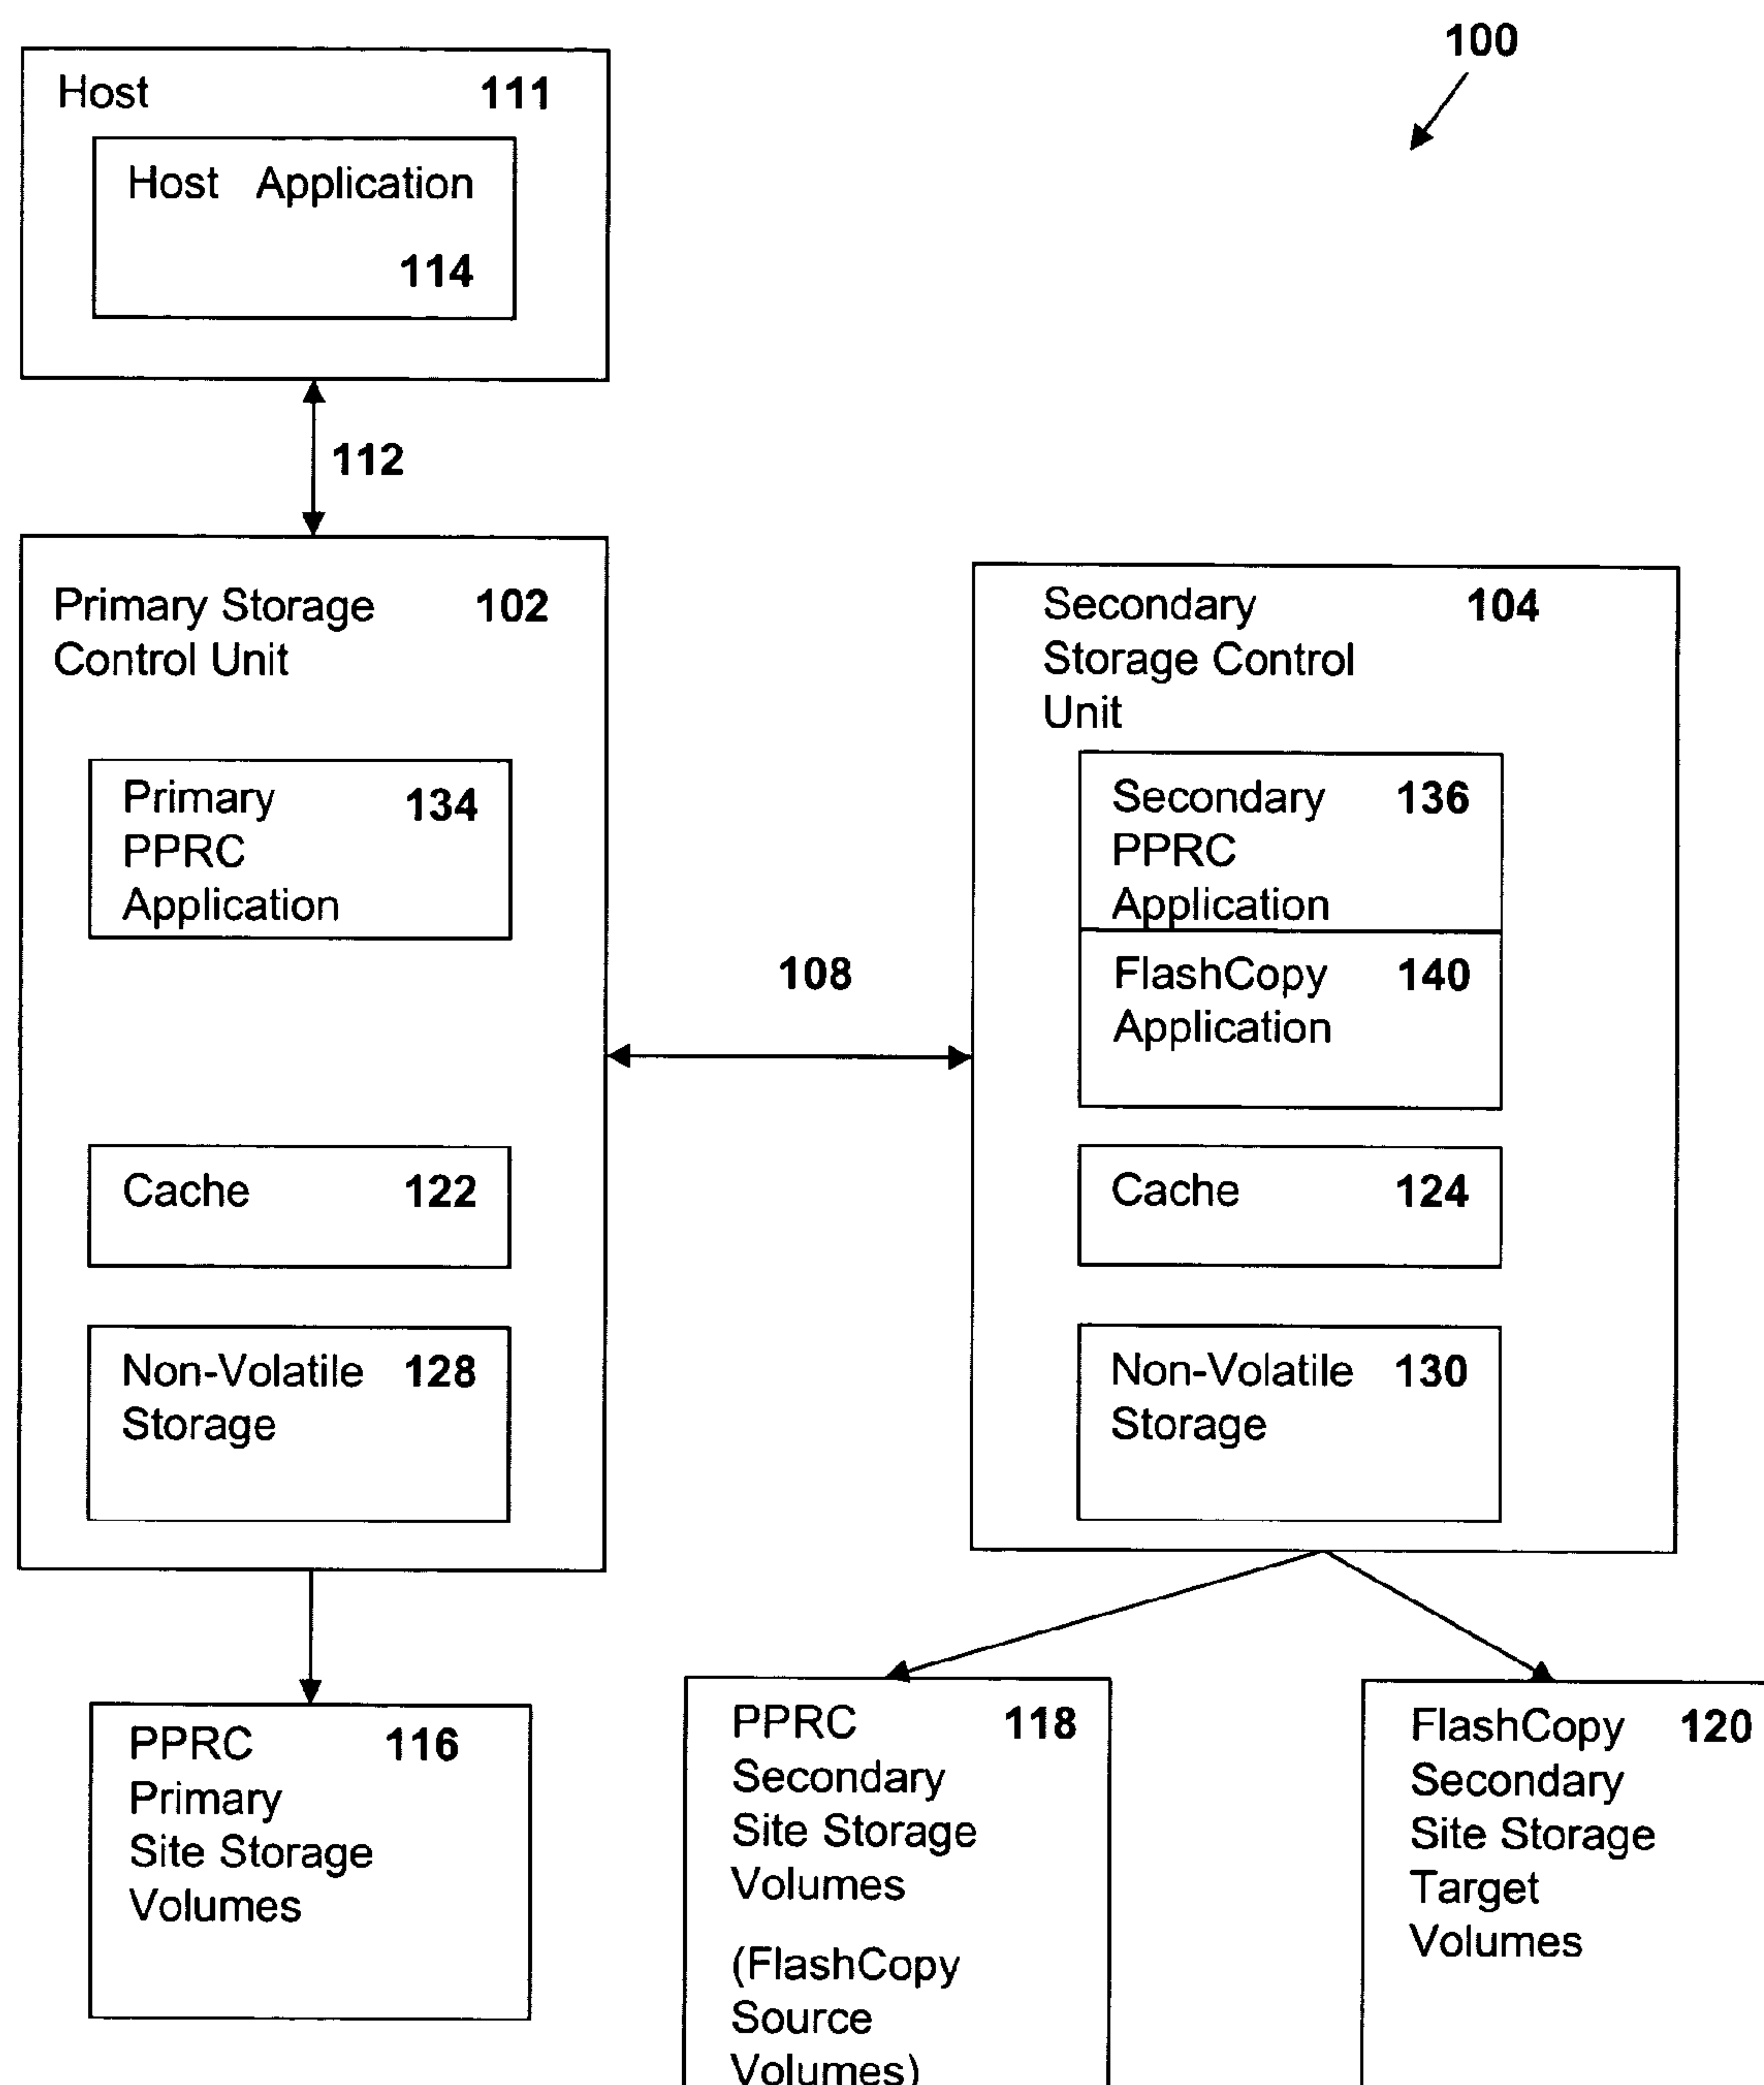 100
Host 111
Host Application
114
112
Primary Storage 102
Control Unit
Primary 134
PPRC
Application
Cache 122
Non-Volatile 128
Storage
108
Secondary 104
Storage Control
Unit
Secondary 136
PPRC
Application
FlashCopy 140
Application
Cache 124
Non-Volatile 130
Storage
PPRC 116
Primary
Site Storage
Volumes
PPRC 118
Secondary
Site Storage
Volumes
(FlashCopy
Source
Volumes)
FlashCopy 120
Secondary
Site Storage
Target
Volumes